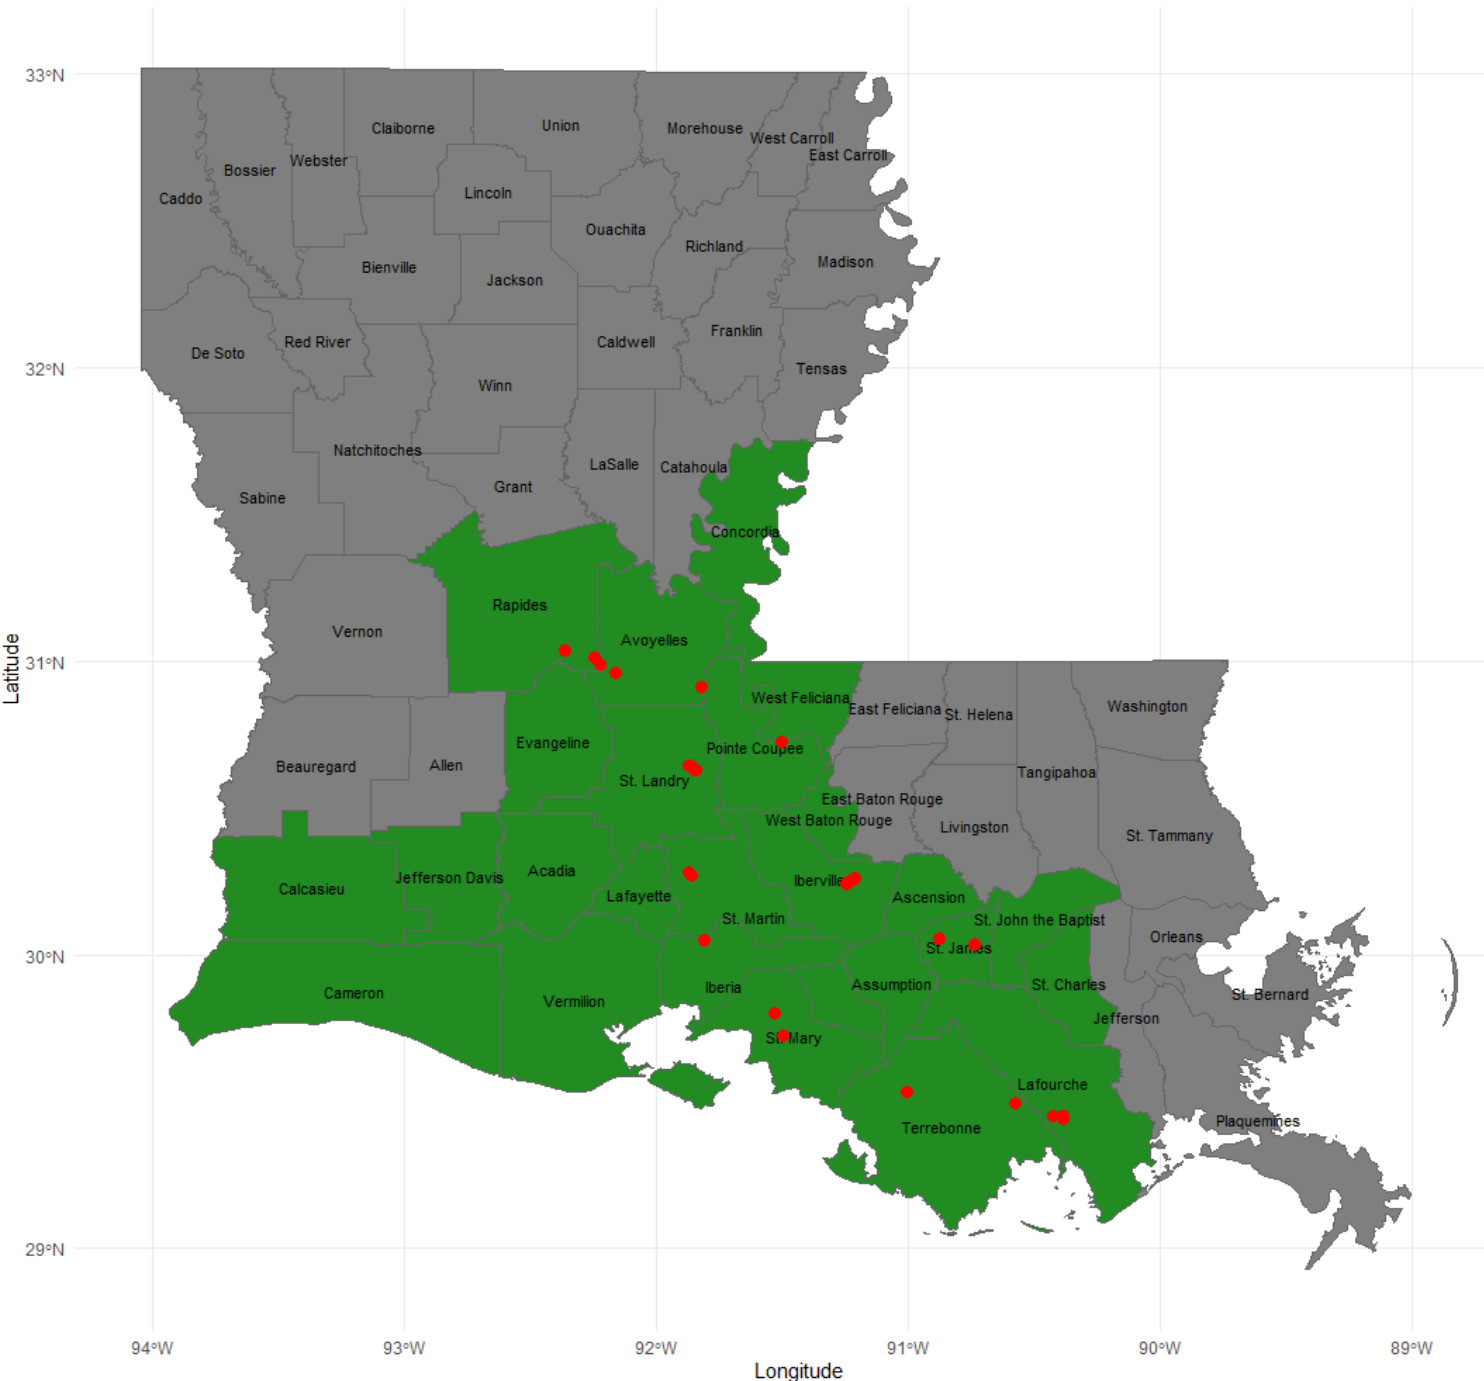 33°N
Claiborne
Union
Morehouse
West Carroll
East Carroll
Webster
Bossier
Caddo
Lincoln
Ouachita
Richland
Madison
Bienville
Jackson
Franklin
Red River
Caldwell
De Soto
32°N
Tensas
Winn
Natchitoches
LaSalle
Catahoula
Grant
Sabine
Concordia
Rapides
Vernon
Avoyelles
31°N
West Feliciana
East Feliciana
St. Helena
Washington
Evangeline
Pointe Coupee
Beauregard
Allen
Tangipahoa
St. Landry
East Baton Rouge
West Baton Rouge
Livingston
St. Tammany
Acadia
Jefferson Davis
Calcasieu
Iberville
Lafayette
Ascension
St. Martin
St. John the Baptist
Orleans
St. James
30°N
Cameron
Vermilion
Iberia
Assumption
St. Charles
St. Bernard
Jefferson
St. Mary
Lafourche
Terrebonne
Plaquemines
29°N
94°W
93°W
92°W
91°W
90°W
89°W
Longitude
Latitude